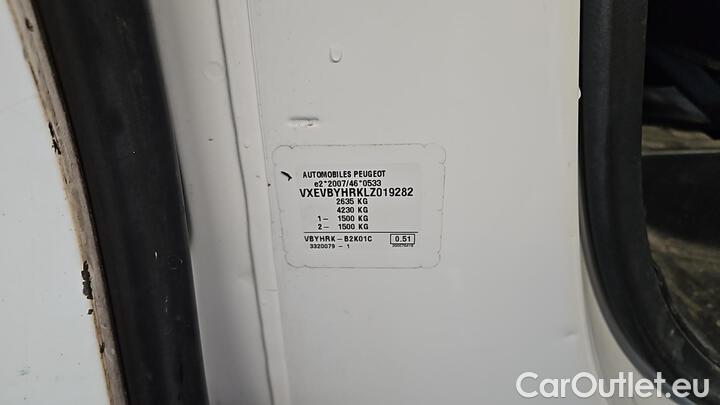 AUTOMOBILES PEUGEOT
e2*2007/46*0533
VXEVBYHRKLZ019282
2635 KG
4230 KG
1- 1500 KG
2- 1500 KG
VBYHRK-B2K01C 0.51
3320079 - 1
CarOutlet.eu